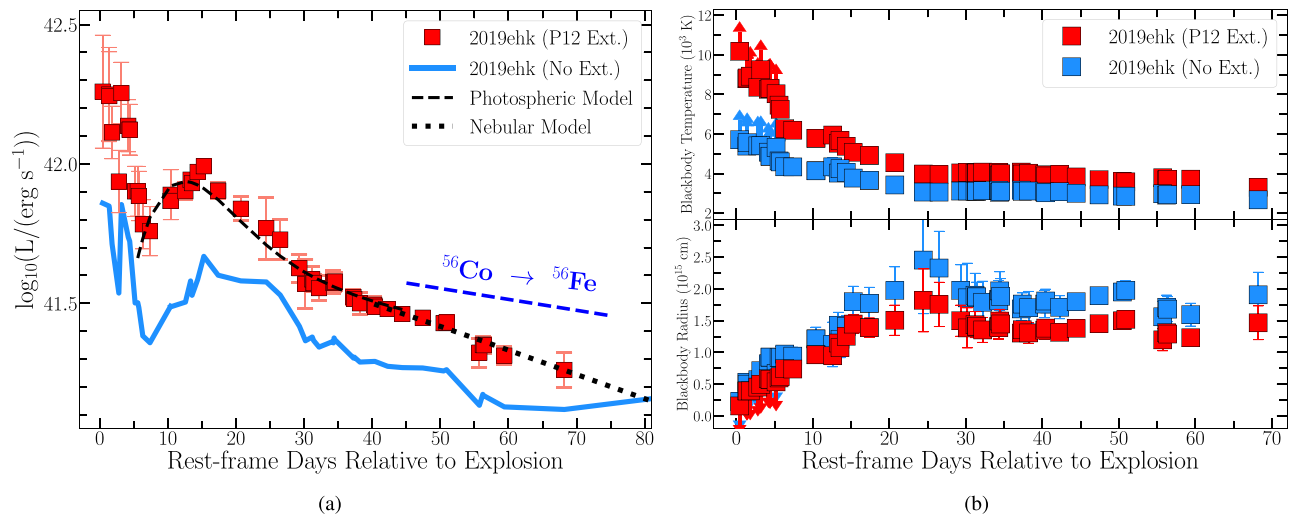 42.5
42.0
41.5
log₁₀(L/(erg s⁻¹))
2019ehk (P12 Ext.)
2019ehk (No Ext.)
Photospheric Model
Nebular Model
⁵⁶Co → ⁵⁶Fe
0 10 20 30 40 50 60 70 80
Rest-frame Days Relative to Explosion
(a)
12
10
8
6
4
2
Blackbody Temperature (10³ K)
2019ehk (P12 Ext.)
2019ehk (No Ext.)
3.0
2.5
2.0
1.5
1.0
0.5
0.0
Blackbody Radius (10¹⁵ cm)
0 10 20 30 40 50 60 70
Rest-frame Days Relative to Explosion
(b)